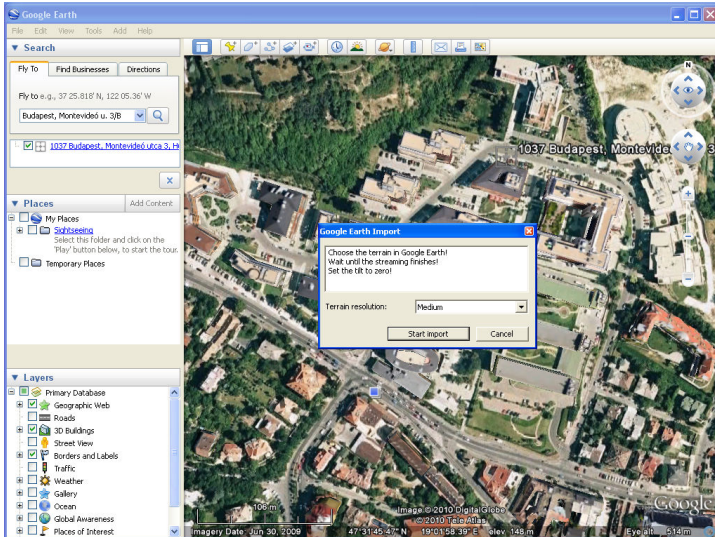 Google Earth
File Edit View Tools Add Help
Search
Fly To Find Businesses Directions
Fly to e.g., 37 25.818' N, 122 05.36' W
Budapest, Montevideó u. 3/B
1037 Budapest, Montevideó utca 3, H
Places Add Content
My Places
Sightseeing
Select this folder and click on the
'Play' button below, to start the tour.
Temporary Places
Layers
Primary Database
Geographic Web
Roads
3D Buildings
Street View
Borders and Labels
Traffic
Weather
Gallery
Ocean
Global Awareness
Places of Interest
N
1037 Budapest, Montevide 3
Google Earth Import
Choose the terrain in Google Earth!
Wait until the streaming finishes!
Set the tilt to zero!
Terrain resolution: Medium
Start import Cancel
106 m
Image © 2010 DigitalGlobe
© 2010 Tele Atlas
Google
Imagery Date: Jun 30, 2009 47°31'45.47" N 19°01'58.39" E elev 148 m Eye alt 514 m